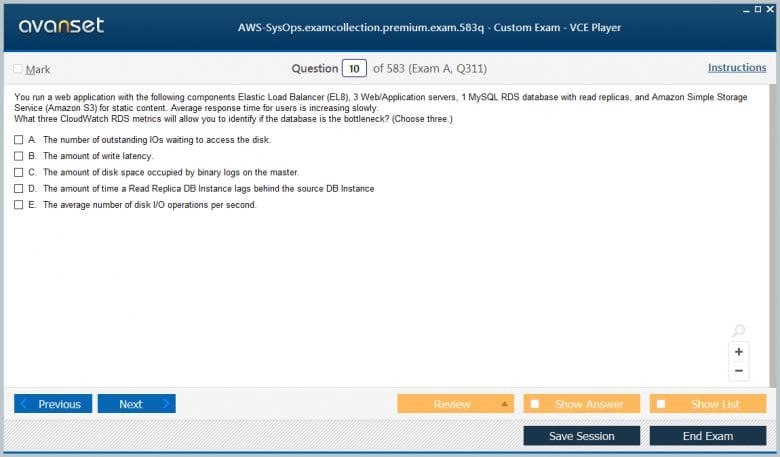 avanset
AWS-SysOps.examcollection.premium.exam.583q - Custom Exam - VCE Player
Mark
Question 10 of 583 (Exam A, Q311)
Instructions
You run a web application with the following components Elastic Load Balancer (EL8), 3 Web/Application servers, 1 MySQL RDS database with read replicas, and Amazon Simple Storage
Service (Amazon S3) for static content. Average response time for users is increasing slowly.
What three CloudWatch RDS metrics will allow you to identify if the database is the bottleneck? (Choose three.)
A. The number of outstanding IOs waiting to access the disk.
B. The amount of write latency.
C. The amount of disk space occupied by binary logs on the master.
D. The amount of time a Read Replica DB Instance lags behind the source DB Instance
E. The average number of disk I/O operations per second.
Previous
Next
Review
Show Answer
Show List
Save Session
End Exam